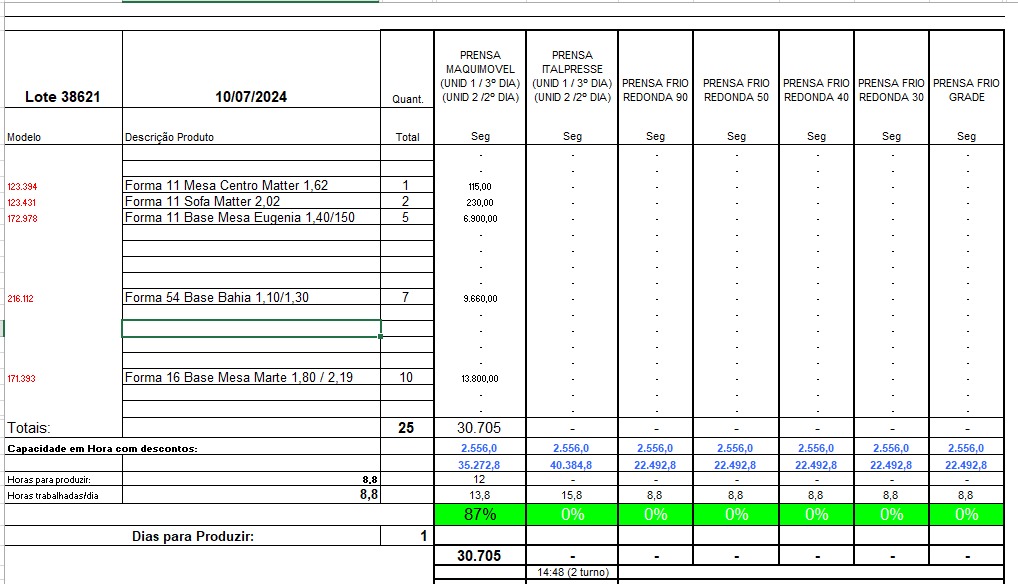 PRENSA MAQUIMOVEL (UNID 1 / 3º DIA) (UNID 2 /2º DIA)
PRENSA ITALPRESSE (UNID 1 / 3º DIA) (UNID 2 /2º DIA)
PRENSA FRIO REDONDA 90
PRENSA FRIO REDONDA 50
PRENSA FRIO REDONDA 40
PRENSA FRIO REDONDA 30
PRENSA FRIO GRADE
Lote 38621 10/07/2024 Quant.
Modelo Descrição Produto Total Seg Seg Seg Seg Seg Seg Seg
- - - - - - -
- - - - - - -
123.394 Forma 11 Mesa Centro Matter 1,62 1 115,00 - - - - - -
123.431 Forma 11 Sofa Matter 2,02 2 230,00 - - - - - -
172.978 Forma 11 Base Mesa Eugenia 1,40/150 5 6.900,00 - - - - - -
- - - - - - -
- - - - - - -
- - - - - - -
- - - - - - -
216.112 Forma 54 Base Bahia 1,10/1,30 7 9.660,00 - - - - - -
- - - - - - -
- - - - - - -
- - - - - - -
- - - - - - -
171.393 Forma 16 Base Mesa Marte 1,80 / 2,19 10 13.800,00 - - - - - -
- - - - - - -
- - - - - - -
Totais: 25 30.705 - - - - - -
Capacidade em Hora com descontos: 2.556,0 2.556,0 2.556,0 2.556,0 2.556,0 2.556,0 2.556,0
35.272,8 40.384,8 22.492,8 22.492,8 22.492,8 22.492,8 22.492,8
Horas para produzir: 8,8 12 - - - - - -
Horas trabalhadas/dia 8,8 13,8 15,8 8,8 8,8 8,8 8,8 8,8
87% 0% 0% 0% 0% 0% 0%
Dias para Produzir: 1
30.705 - - - - - -
14:48 (2 turno)